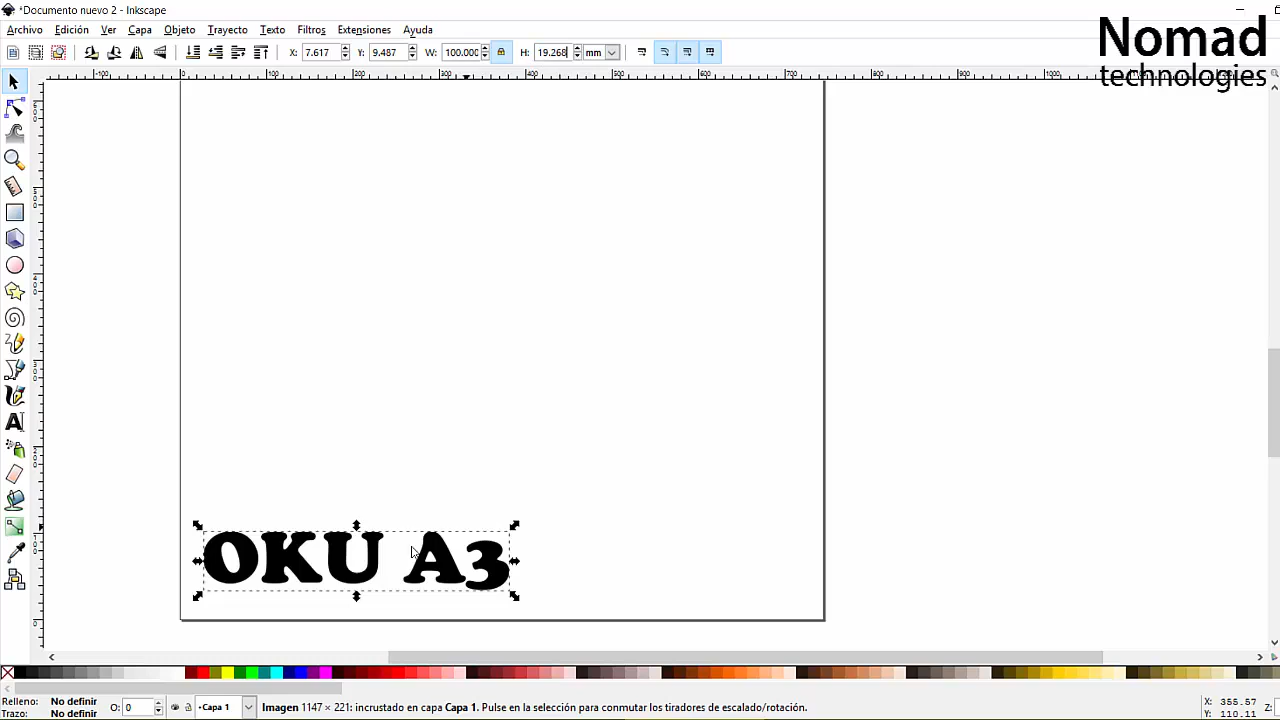 *Documento nuevo 2 - Inkscape
Archivo Edición Ver Capa Objeto Trayecto Texto Filtros Extensiones Ayuda
X: 7.617 Y: 9.487 W: 100.000 H: 19.268 mm
Nomad
technologies
OKU A3
Relleno: No definir
Trazo: No definir
O: 0
Capa 1
Imagen 1147 × 221: incrustado en capa Capa 1. Pulse en la selección para conmutar los tiradores de escalado/rotación.
X: 355.57
Y: 110.11
Z: